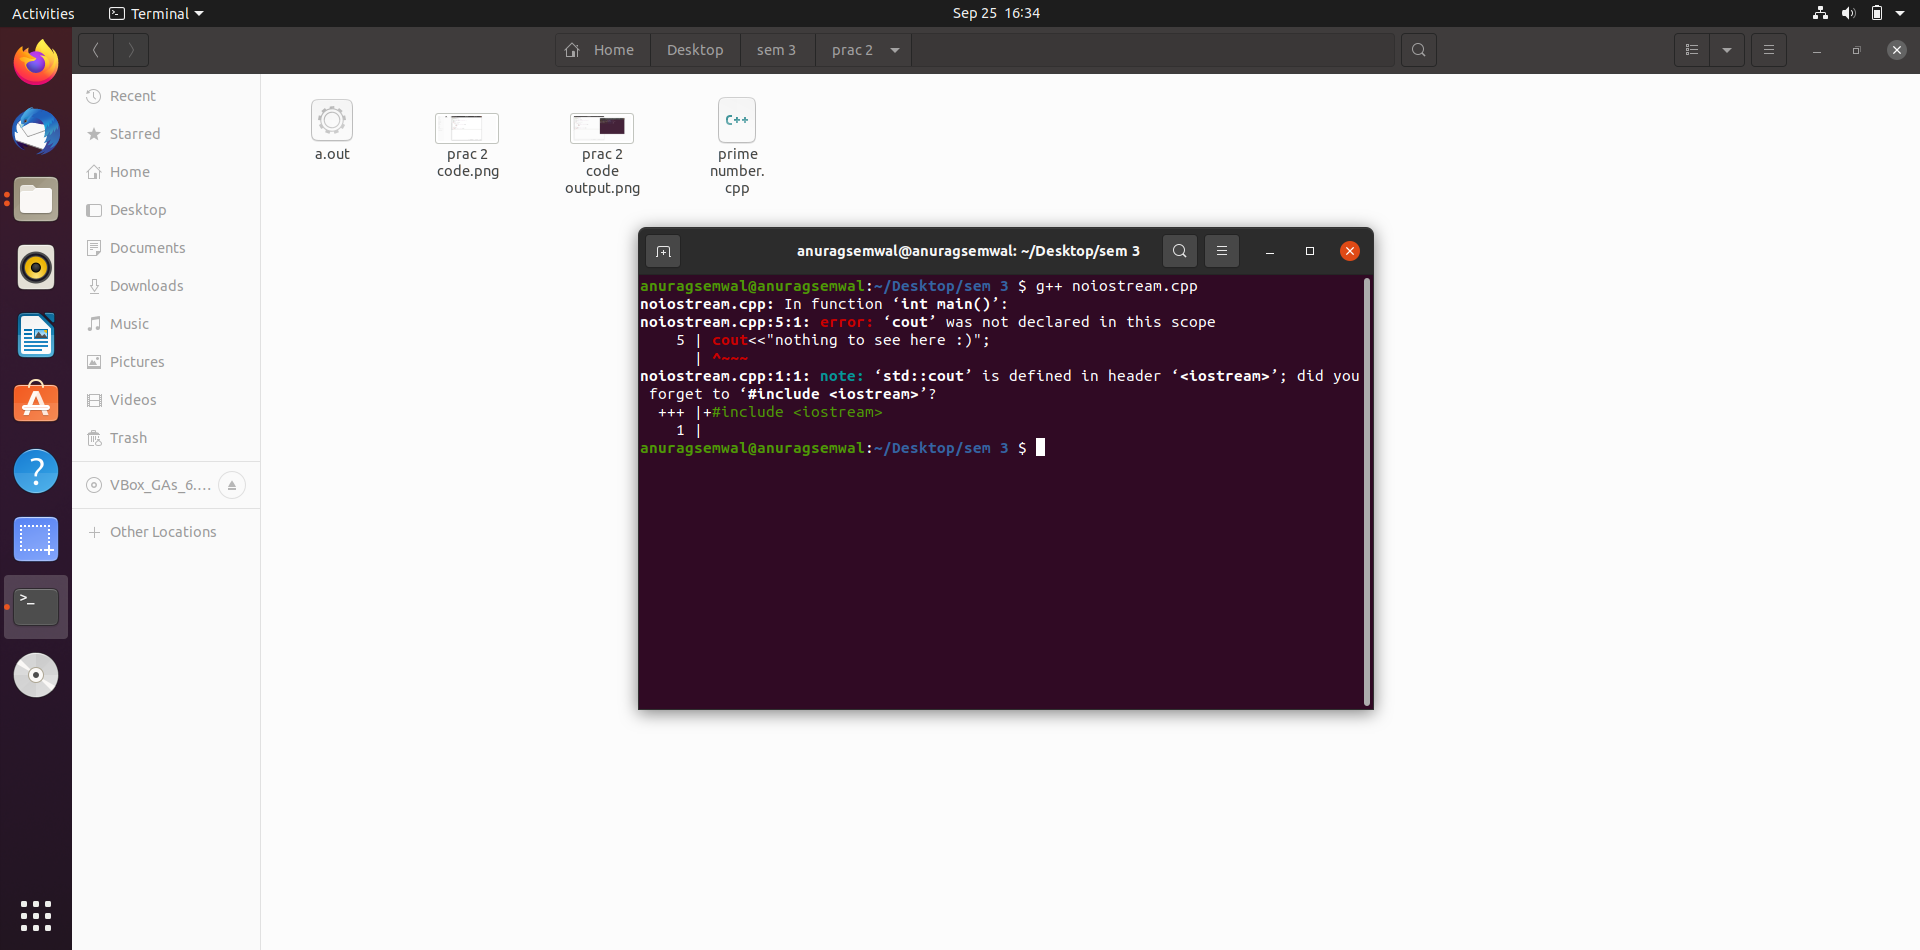 Activities
Terminal
Sep 25 16:34
Home
Desktop
sem 3
prac 2
Recent
Starred
Home
Desktop
Documents
Downloads
Music
Pictures
Videos
Trash
VBox_GAs_6....
Other Locations
a.out
prac 2
code.png
prac 2
code
output.png
C++
prime
number.
cpp
anuragsemwal@anuragsemwal: ~/Desktop/sem 3
anuragsemwal@anuragsemwal:~/Desktop/sem 3 $ g++ noiostream.cpp
noiostream.cpp: In function ‘int main()’:
noiostream.cpp:5:1: error: ‘cout’ was not declared in this scope
5 | cout<<"nothing to see here :)";
| ^~~~
noiostream.cpp:1:1: note: ‘std::cout’ is defined in header ‘<iostream>’; did you
forget to ‘#include <iostream>’?
+++ |+#include <iostream>
1 |
anuragsemwal@anuragsemwal:~/Desktop/sem 3 $